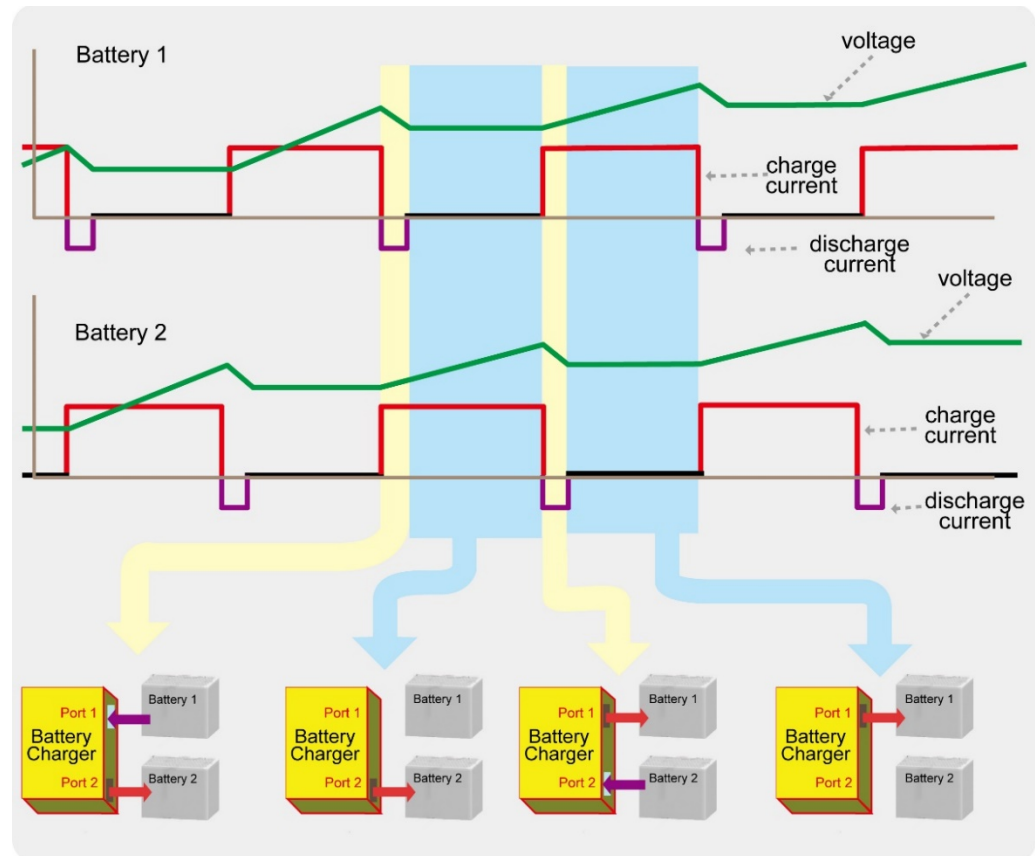 Battery 1
voltage
charge
current
discharge
current
Battery 2
voltage
charge
current
discharge
current
Port 1
Battery
Charger
Port 2
Battery 1
Battery 2
Port 1
Battery
Charger
Port 2
Battery 1
Battery 2
Port 1
Battery
Charger
Port 2
Battery 1
Battery 2
Port 1
Battery
Charger
Port 2
Battery 1
Battery 2